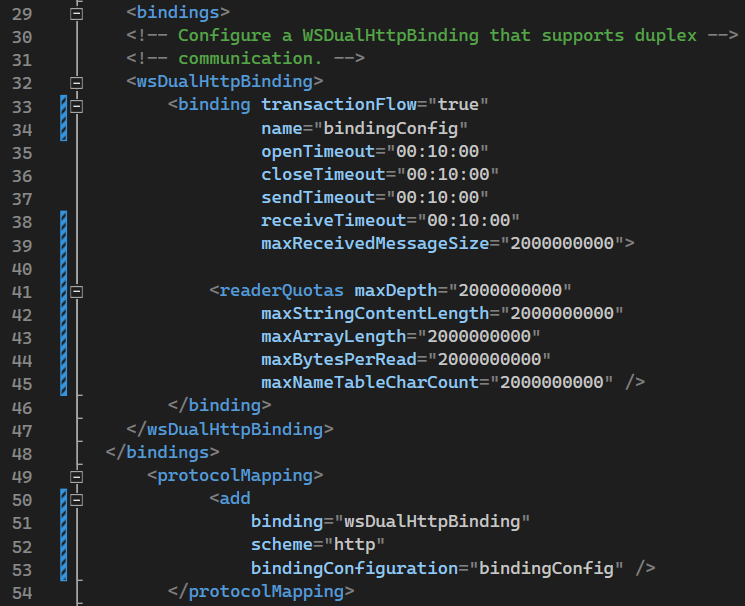 29 <bindings>
30 <!-- Configure a WSDualHttpBinding that supports duplex -->
31 <!-- communication. -->
32 <wsDualHttpBinding>
33 <binding transactionFlow="true"
34 name="bindingConfig"
35 openTimeout="00:10:00"
36 closeTimeout="00:10:00"
37 sendTimeout="00:10:00"
38 receiveTimeout="00:10:00"
39 maxReceivedMessageSize="2000000000">
40
41 <readerQuotas maxDepth="2000000000"
42 maxStringContentLength="2000000000"
43 maxArrayLength="2000000000"
44 maxBytesPerRead="2000000000"
45 maxNameTableCharCount="2000000000" />
46 </binding>
47 </wsDualHttpBinding>
48 </bindings>
49 <protocolMapping>
50 <add
51 binding="wsDualHttpBinding"
52 scheme="http"
53 bindingConfiguration="bindingConfig" />
54 </protocolMapping>